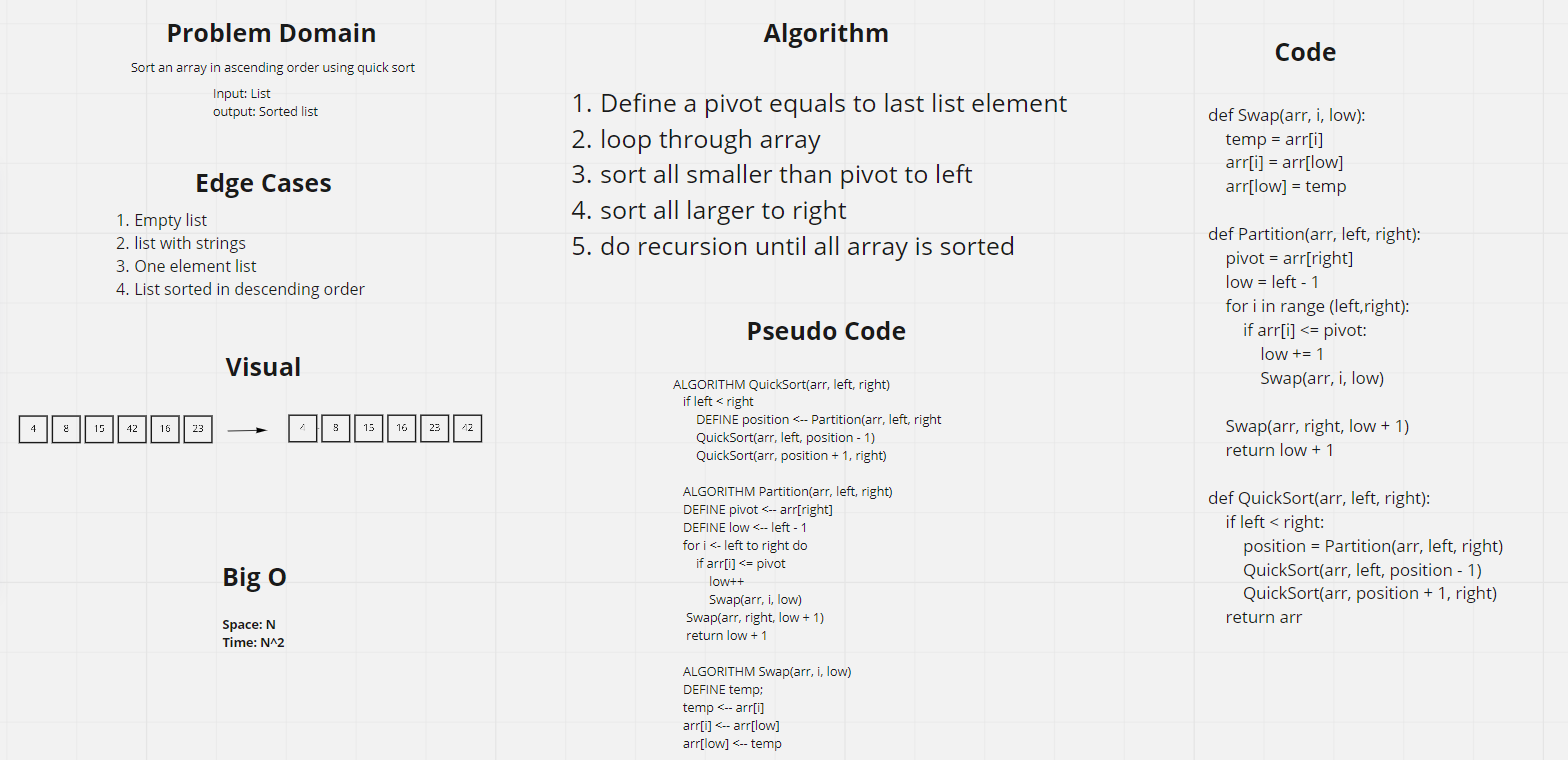 Problem Domain
Sort an array in ascending order using quick sort
Input: List
output: Sorted list
Edge Cases
1. Empty list
2. list with strings
3. One element list
4. List sorted in descending order
Visual
4 8 15 42 16 23
4 8 15 16 23 42
Big O
Space: N
Time: N^2
Algorithm
1. Define a pivot equals to last list element
2. loop through array
3. sort all smaller than pivot to left
4. sort all larger to right
5. do recursion until all array is sorted
Pseudo Code
ALGORITHM QuickSort(arr, left, right)
if left < right
DEFINE position <-- Partition(arr, left, right
QuickSort(arr, left, position - 1)
QuickSort(arr, position + 1, right)
ALGORITHM Partition(arr, left, right)
DEFINE pivot <-- arr[right]
DEFINE low <-- left - 1
for i <- left to right do
if arr[i] <= pivot
low++
Swap(arr, i, low)
Swap(arr, right, low + 1)
return low + 1
ALGORITHM Swap(arr, i, low)
DEFINE temp;
temp <-- arr[i]
arr[i] <-- arr[low]
arr[low] <-- temp
Code
def Swap(arr, i, low):
temp = arr[i]
arr[i] = arr[low]
arr[low] = temp
def Partition(arr, left, right):
pivot = arr[right]
low = left - 1
for i in range (left,right):
if arr[i] <= pivot:
low += 1
Swap(arr, i, low)
Swap(arr, right, low + 1)
return low + 1
def QuickSort(arr, left, right):
if left < right:
position = Partition(arr, left, right)
QuickSort(arr, left, position - 1)
QuickSort(arr, position + 1, right)
return arr